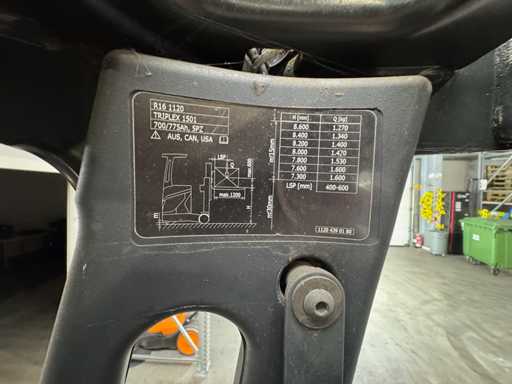 R16 1120
TRIPLEX 1501
700/775Ah, SPZ
AUS, CAN, USA
H [mm] Q [kg]
8.600 1.270
8.400 1.340
8.200 1.400
8.000 1.420
7.800 1.530
7.600 1.600
7.300 1.600
LSP [mm] 400-600
LSP
Q
max. 1200
H
1120 439 01 80